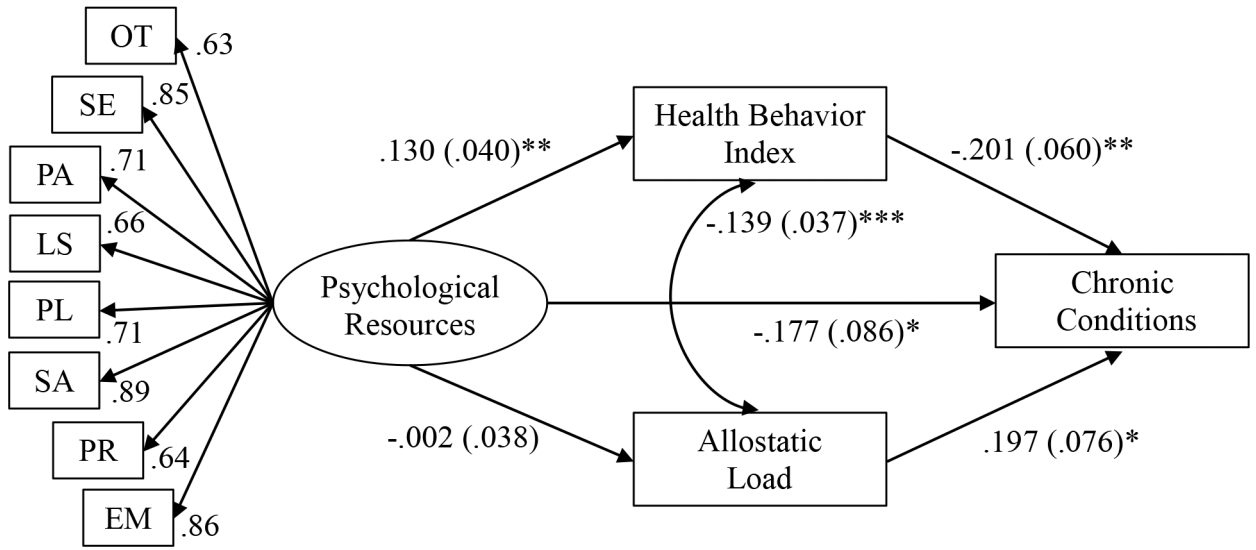 OT
.63
SE
.85
PA
.71
LS
.66
PL
.71
SA
.89
PR
.64
EM
.86
Psychological
Resources
.130 (.040)**
-.002 (.038)
Health Behavior
Index
-.139 (.037)***
-.177 (.086)*
Allostatic
Load
-.201 (.060)**
.197 (.076)*
Chronic
Conditions